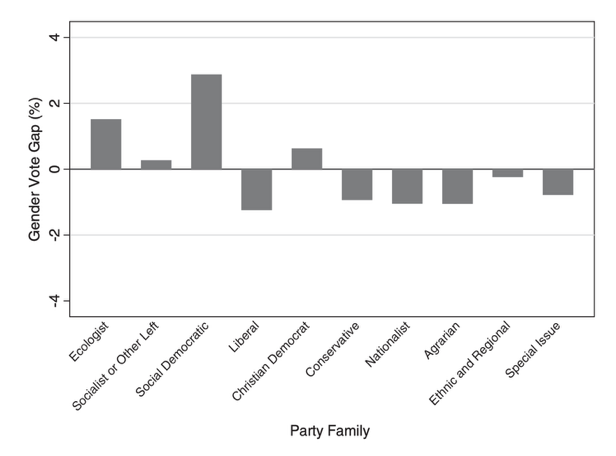 4
2
0
-2
-4
Gender Vote Gap (%)
Ecologist
Socialist or Other Left
Social Democratic
Liberal
Christian Democrat
Conservative
Nationalist
Agrarian
Ethnic and Regional
Special Issue
Party Family